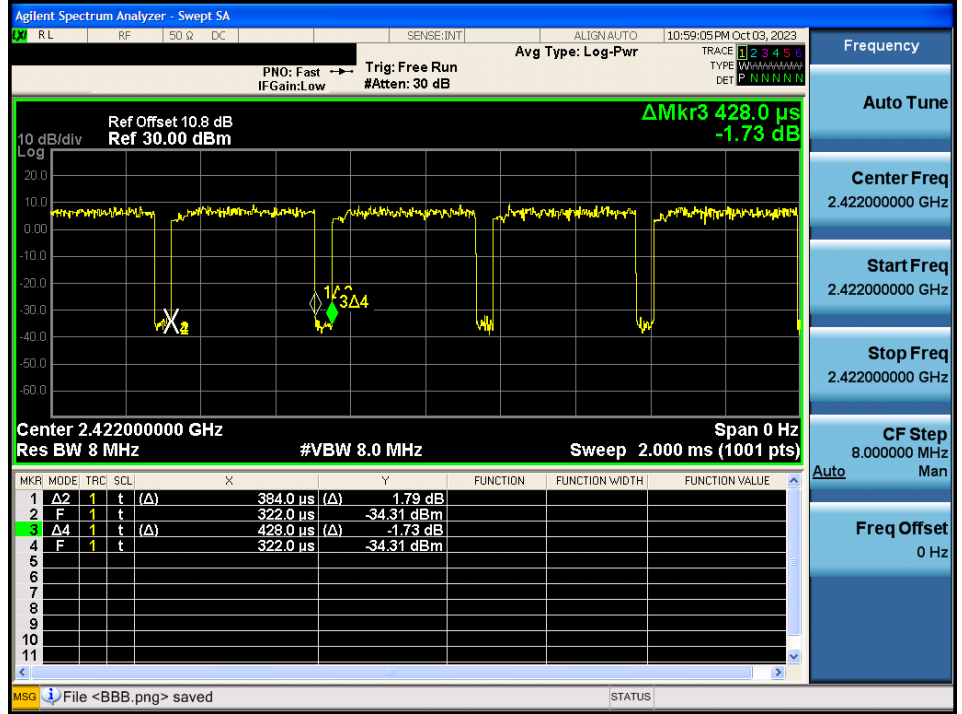 Agilent Spectrum Analyzer - Swept SA
LXI RL RF 50 Ω DC SENSE:INT ALIGN AUTO 10:59:05 PM Oct 03, 2023
Frequency
PNO: Fast
IFGain:Low
Trig: Free Run
#Atten: 30 dB
Avg Type: Log-Pwr
TRACE 1 2 3 4 5 6
TYPE WWWWWW
DET P N N N N N
Auto Tune
ΔMkr3 428.0 µs
-1.73 dB
Ref Offset 10.8 dB
10 dB/div Ref 30.00 dBm
Log
20.0
10.0
0.00
-10.0
-20.0
-30.0
-40.0
-50.0
-60.0
3Δ4
Center Freq
2.422000000 GHz
Start Freq
2.422000000 GHz
Stop Freq
2.422000000 GHz
CF Step
8.000000 MHz
Auto Man
Freq Offset
0 Hz
Center 2.422000000 GHz Span 0 Hz
Res BW 8 MHz #VBW 8.0 MHz Sweep 2.000 ms (1001 pts)
MKR MODE TRC SCL X Y FUNCTION FUNCTION WIDTH FUNCTION VALUE
1 Δ2 1 t (Δ) 384.0 µs (Δ) 1.79 dB
2 F 1 t 322.0 µs -34.31 dBm
3 Δ4 1 t (Δ) 428.0 µs (Δ) -1.73 dB
4 F 1 t 322.0 µs -34.31 dBm
5
6
7
8
9
10
11
MSG File <BBB.png> saved STATUS